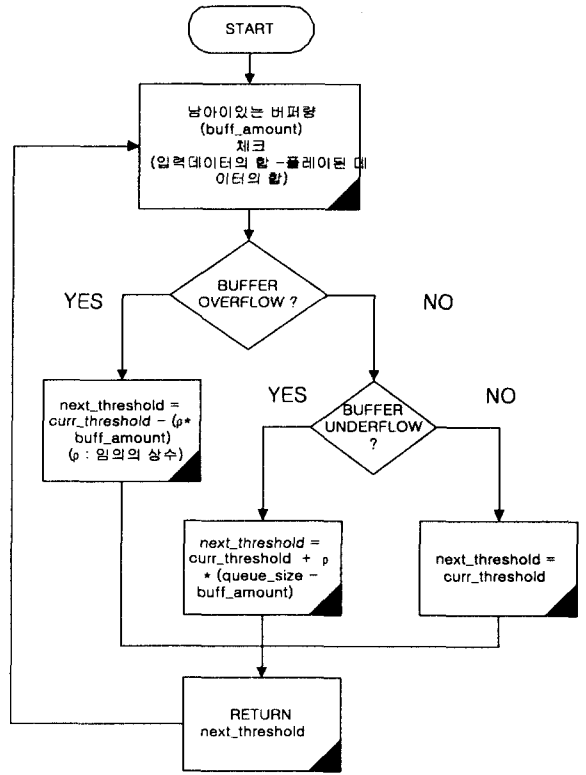 START
남아이있는 버퍼량
(buff_amount)
체크
(입력데이터의 합 -플레이된 데
이터의 합)
BUFFER
OVERFLOW ?
YES
NO
next_threshold =
curr_threshold - (ρ*
buff_amount)
(ρ : 임의의 상수)
BUFFER
UNDERFLOW
?
YES
NO
next_threshold =
curr_threshold + ρ
* (queue_size -
buff_amount)
next_threshold =
curr_threshold
RETURN
next_threshold